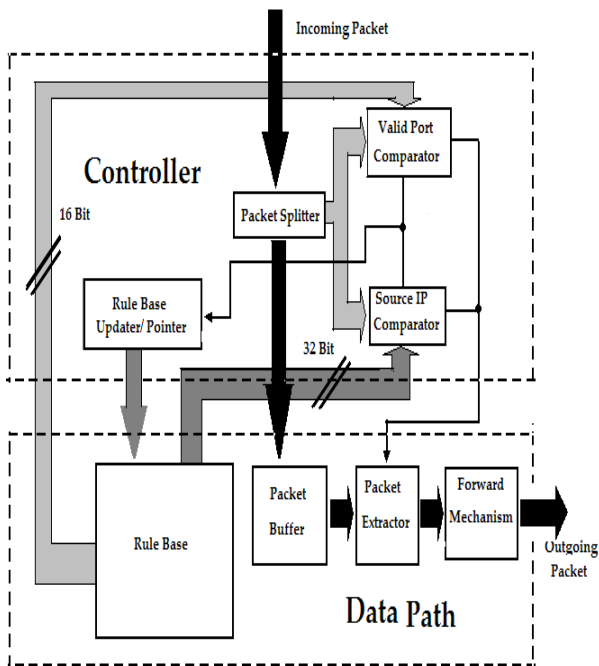 Incoming Packet
Valid Port
Comparator
Controller
Packet Splitter
16 Bit
Rule Base
Updater/ Pointer
Source IP
Comparator
32 Bit
Rule Base
Packet
Buffer
Packet
Extractor
Forward
Mechanism
Outgoing
Packet
Data Path